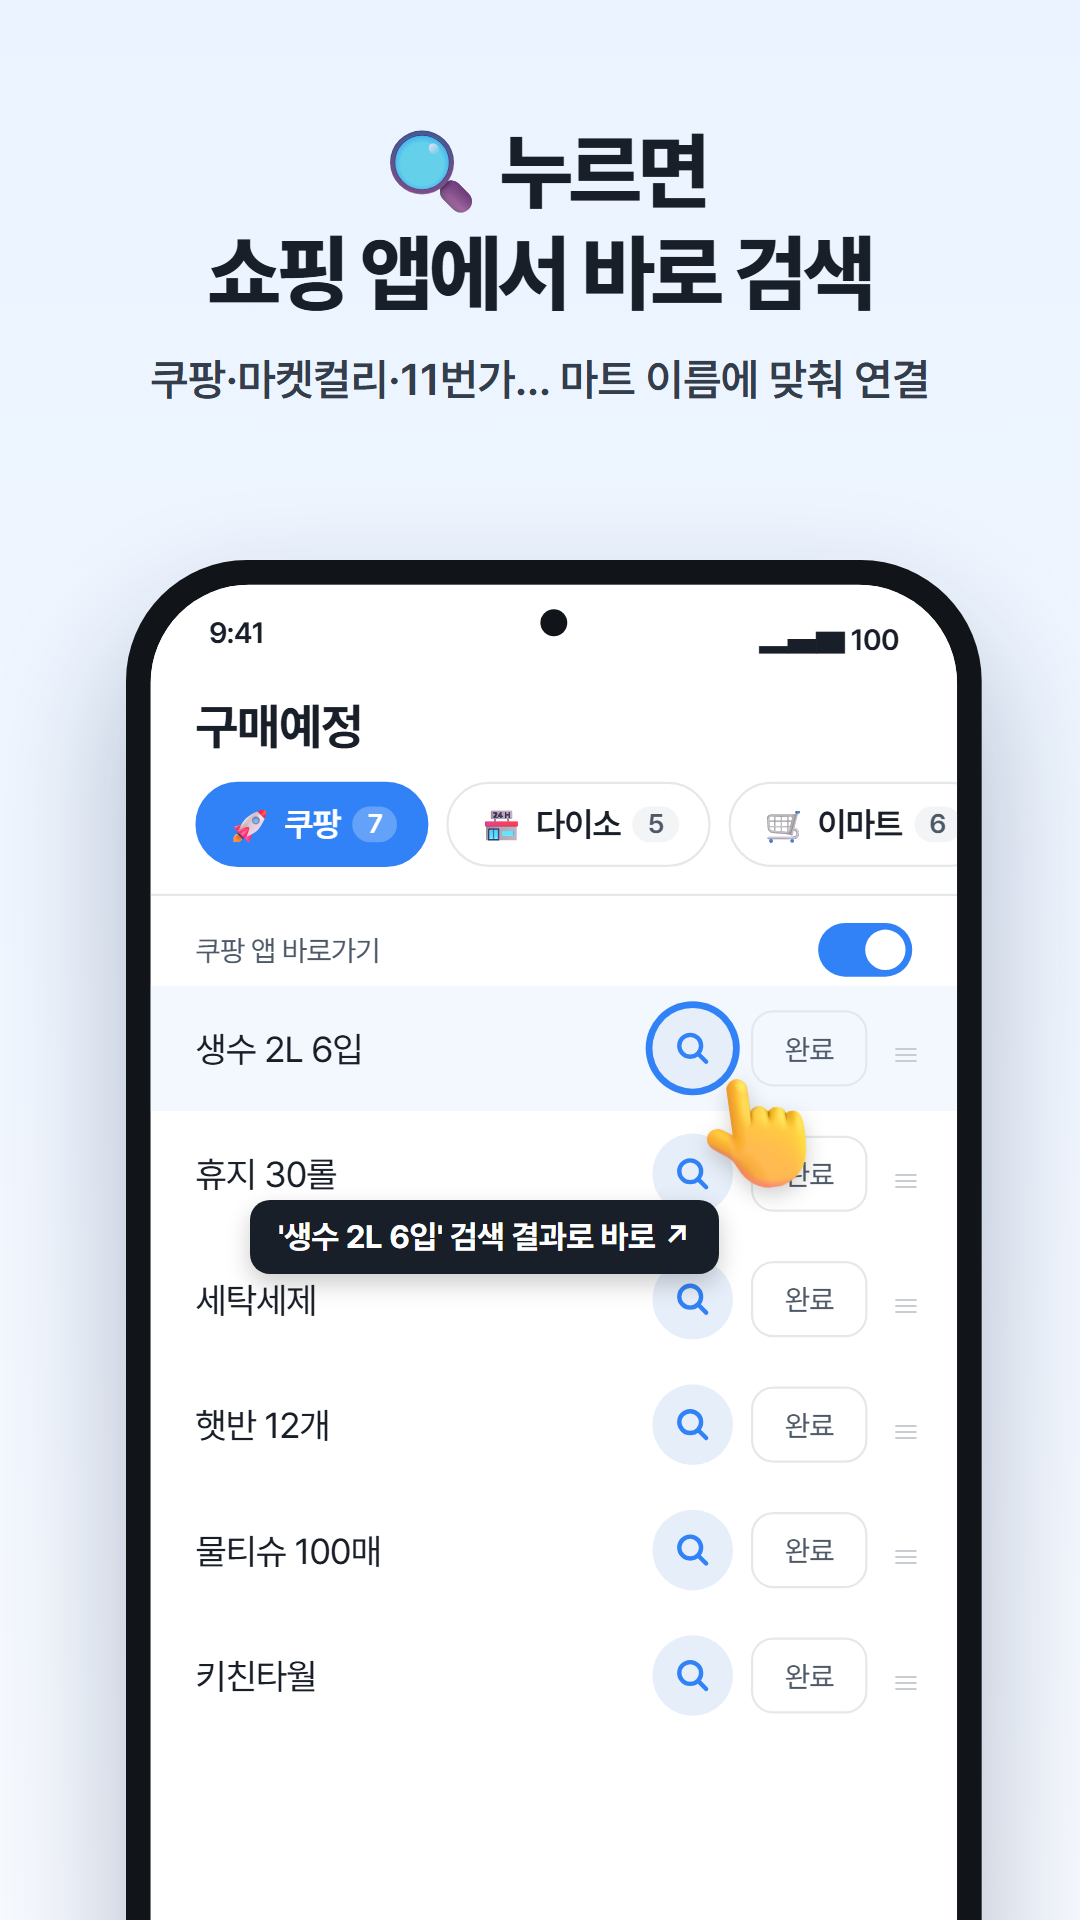 누르면
쇼핑 앱에서 바로 검색
쿠팡·마켓컬리·11번가... 마트 이름에 맞춰 연결
9:41
100
구매예정
쿠팡 7
24H
다이소 5
이마트 6
쿠팡 앱 바로가기
생수 2L 6입
완료
휴지 30롤
완료
'생수 2L 6입' 검색 결과로 바로 ↗
세탁세제
완료
햇반 12개
완료
물티슈 100매
완료
키친타월
완료